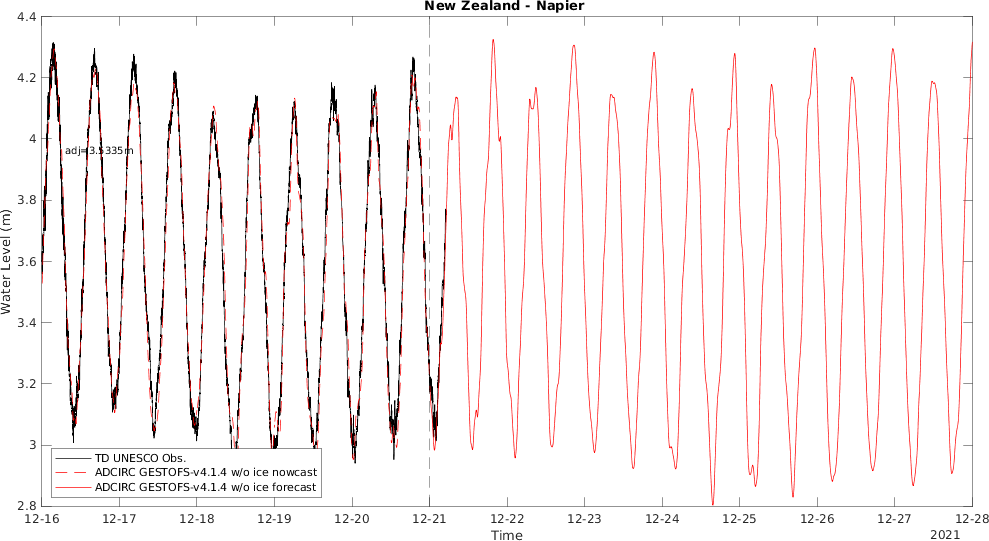 New Zealand - Napier
4.4
4.2
4
3.8
3.6
3.4
3.2
3
2.8
Water Level (m)
adj=3.5335m
TD UNESCO Obs.
ADCIRC GESTOFS-v4.1.4 w/o ice nowcast
ADCIRC GESTOFS-v4.1.4 w/o ice forecast
12-16 12-17 12-18 12-19 12-20 12-21 12-22 12-23 12-24 12-25 12-26 12-27 12-28
Time
2021